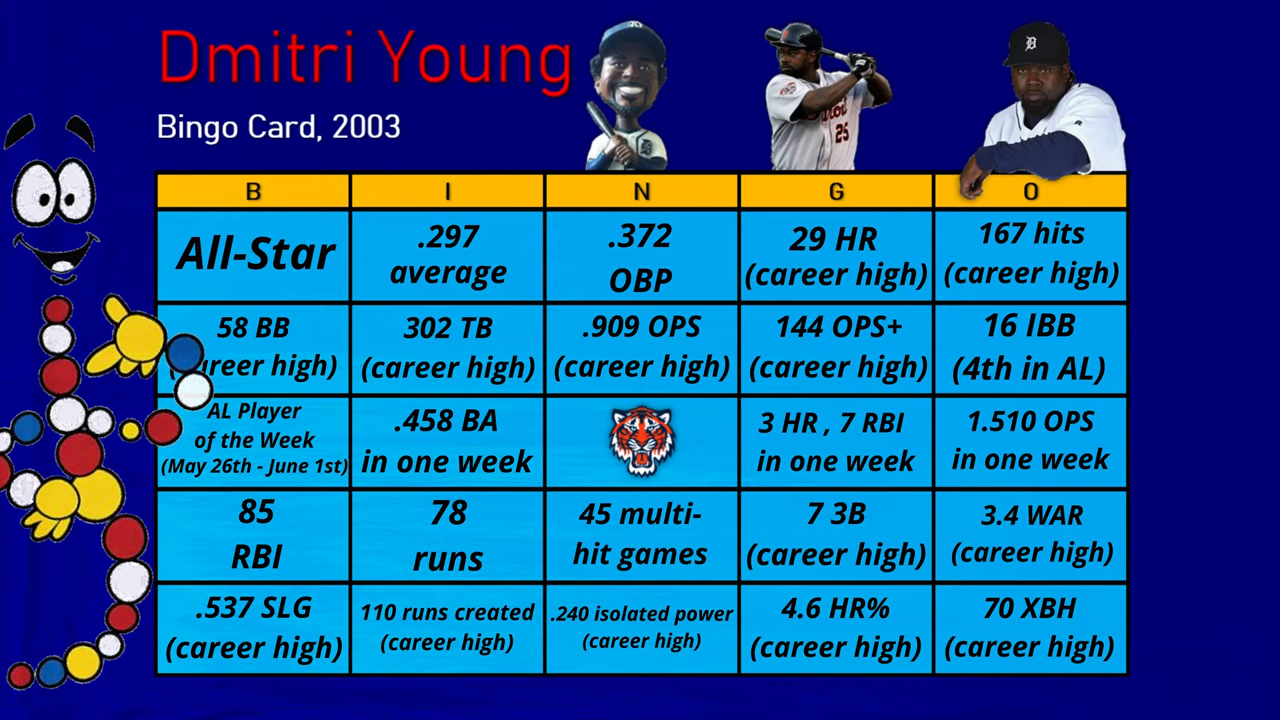 Dmitri Young
Bingo Card, 2003
B I N G O
All-Star
.297
average
.372
OBP
29 HR
(career high)
167 hits
(career high)
58 BB
reer high)
302 TB
(career high)
.909 OPS
(career high)
144 OPS+
(career high)
16 IBB
(4th in AL)
AL Player
of the Week
(May 26th - June 1st)
.458 BA
in one week
3 HR , 7 RBI
in one week
1.510 OPS
in one week
85
RBI
78
runs
45 multi-
hit games
7 3B
(career high)
3.4 WAR
(career high)
.537 SLG
(career high)
110 runs created
(career high)
.240 isolated power
(career high)
4.6 HR%
(career high)
70 XBH
(career high)
25